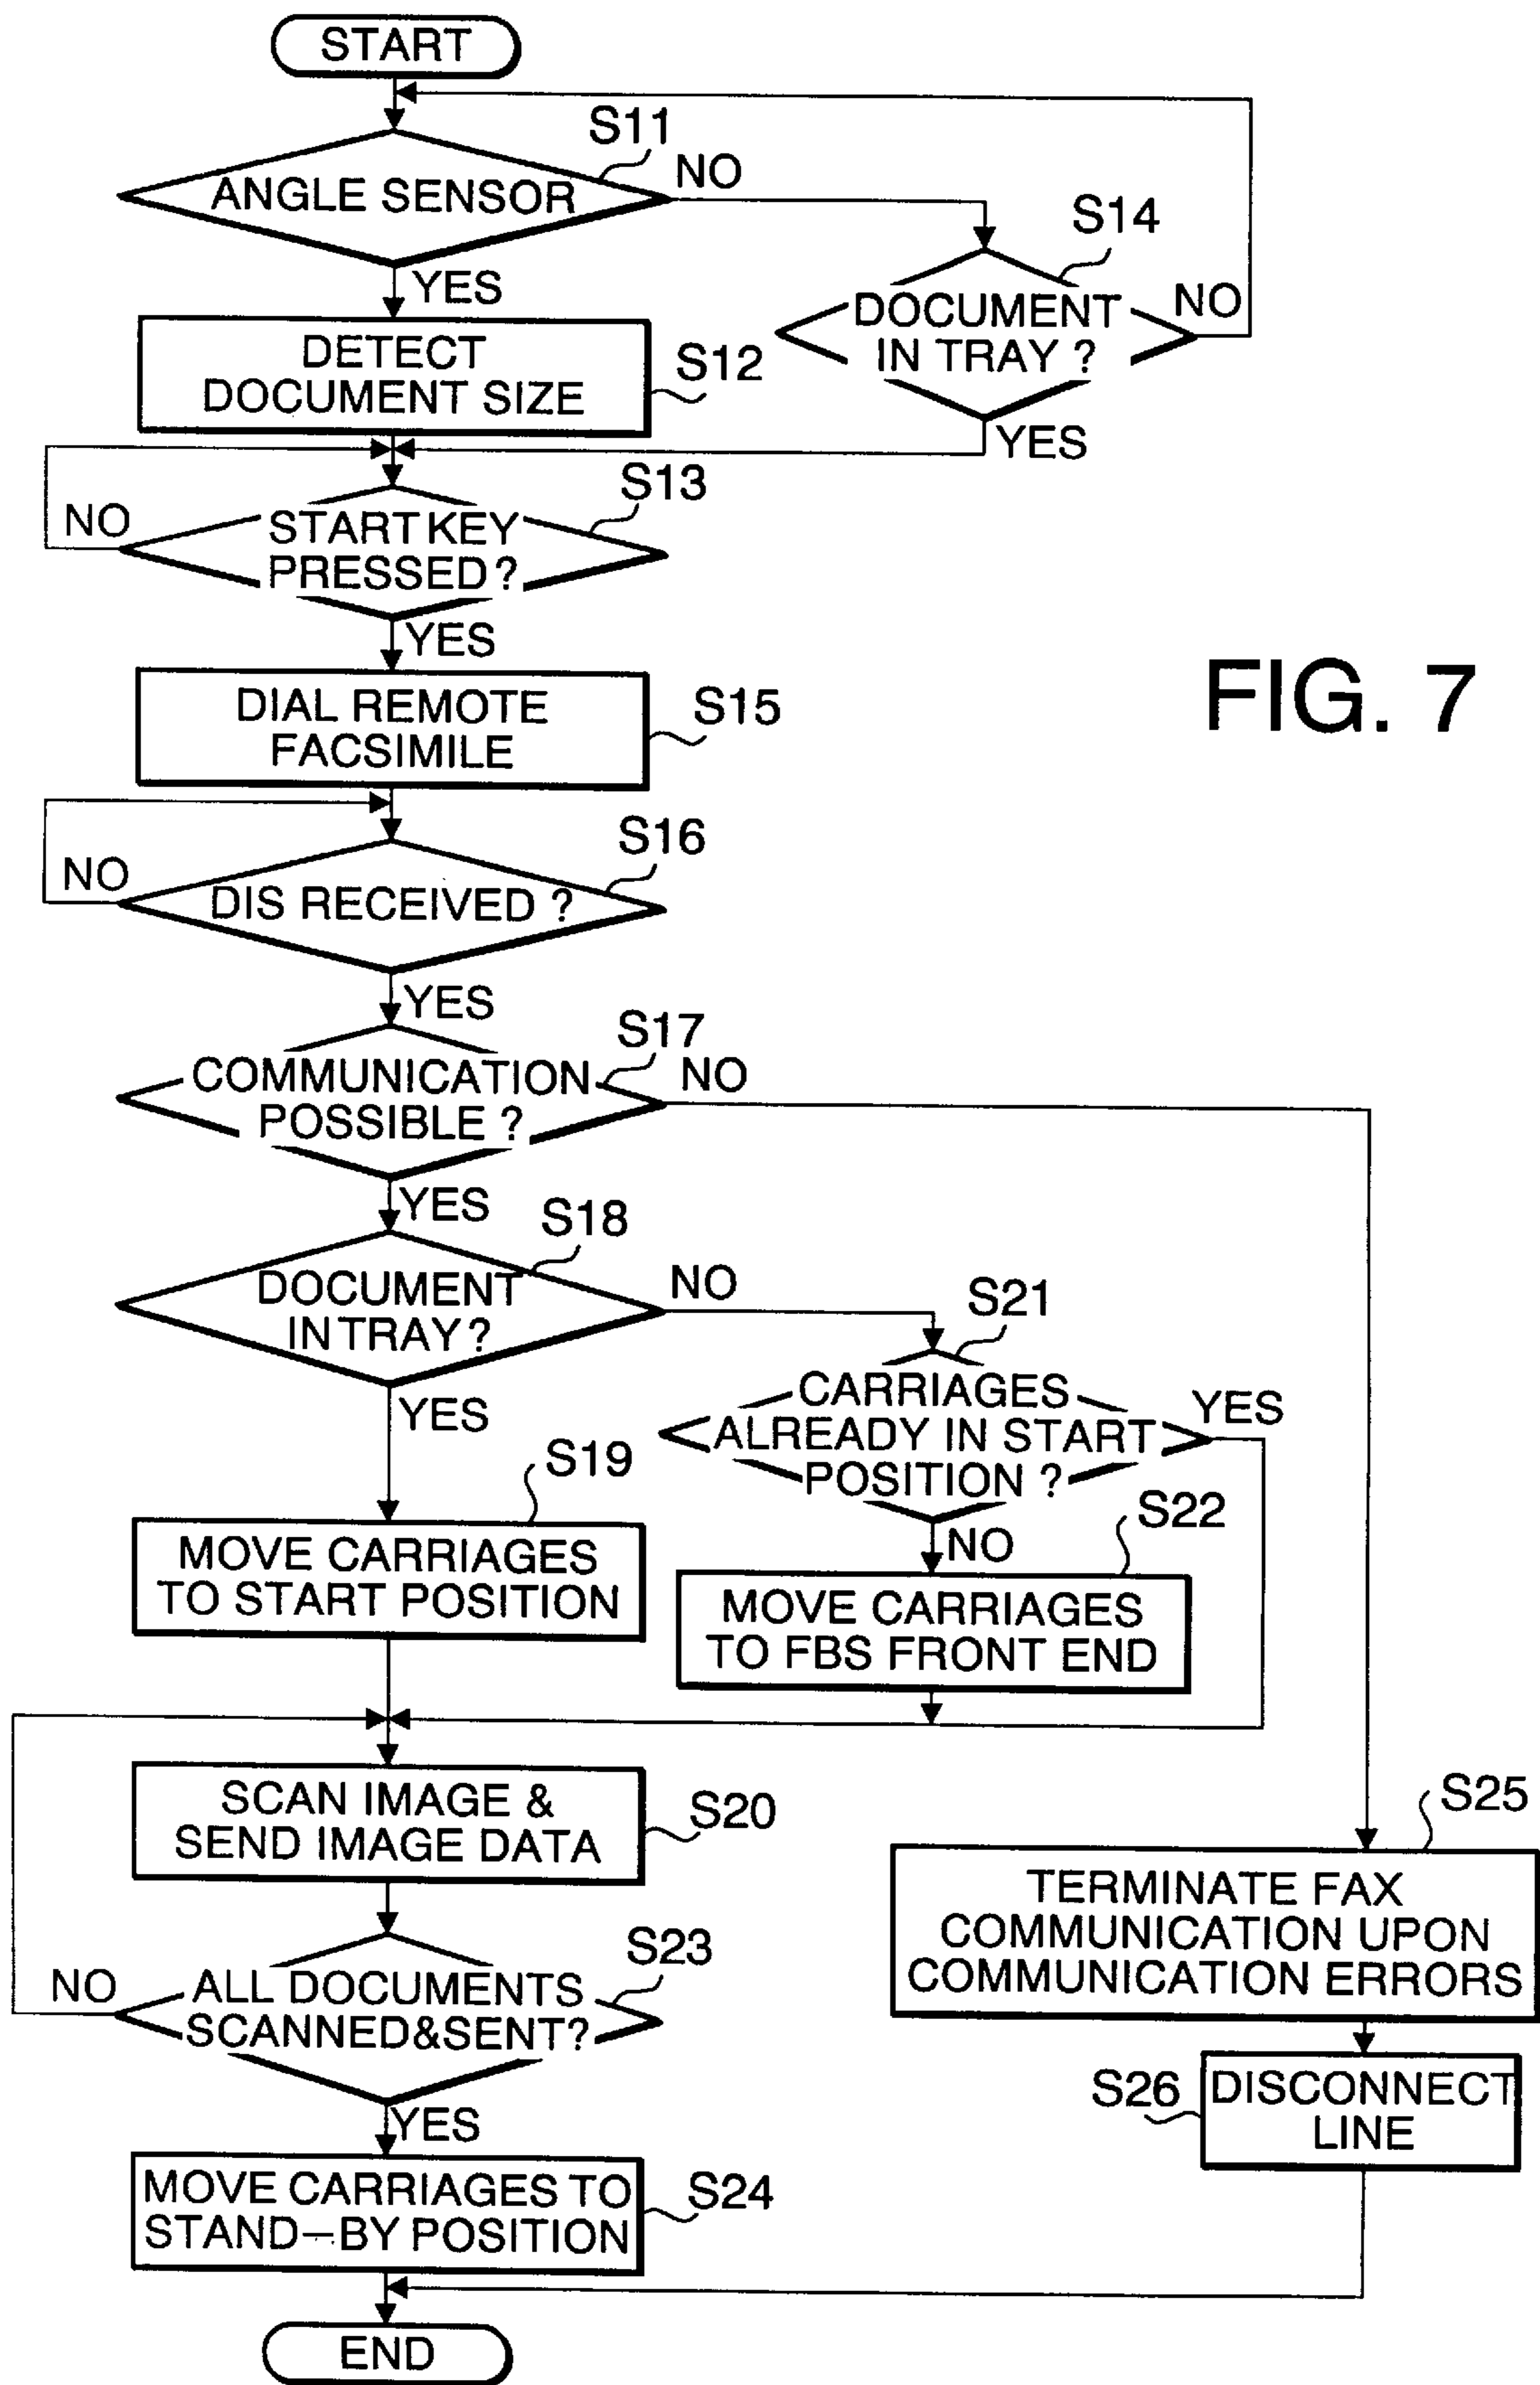 START
S11
ANGLE SENSOR
NO
S14
YES
DOCUMENT
IN TRAY ?
NO
DETECT
DOCUMENT SIZE
S12
YES
S13
NO
START KEY
PRESSED ?
YES
FIG. 7
DIAL REMOTE
FACSIMILE
S15
S16
NO
DIS RECEIVED ?
YES
S17
COMMUNICATION
POSSIBLE ?
NO
YES
S18
DOCUMENT
IN TRAY ?
NO
S21
YES
CARRIAGES
ALREADY IN START
POSITION ?
YES
S19
S22
NO
MOVE CARRIAGES
TO START POSITION
MOVE CARRIAGES
TO FBS FRONT END
SCAN IMAGE &
SEND IMAGE DATA
S20
S25
TERMINATE FAX
COMMUNICATION UPON
COMMUNICATION ERRORS
S23
NO
ALL DOCUMENTS
SCANNED&SENT?
S26
DISCONNECT
LINE
YES
MOVE CARRIAGES TO
STAND-BY POSITION
S24
END